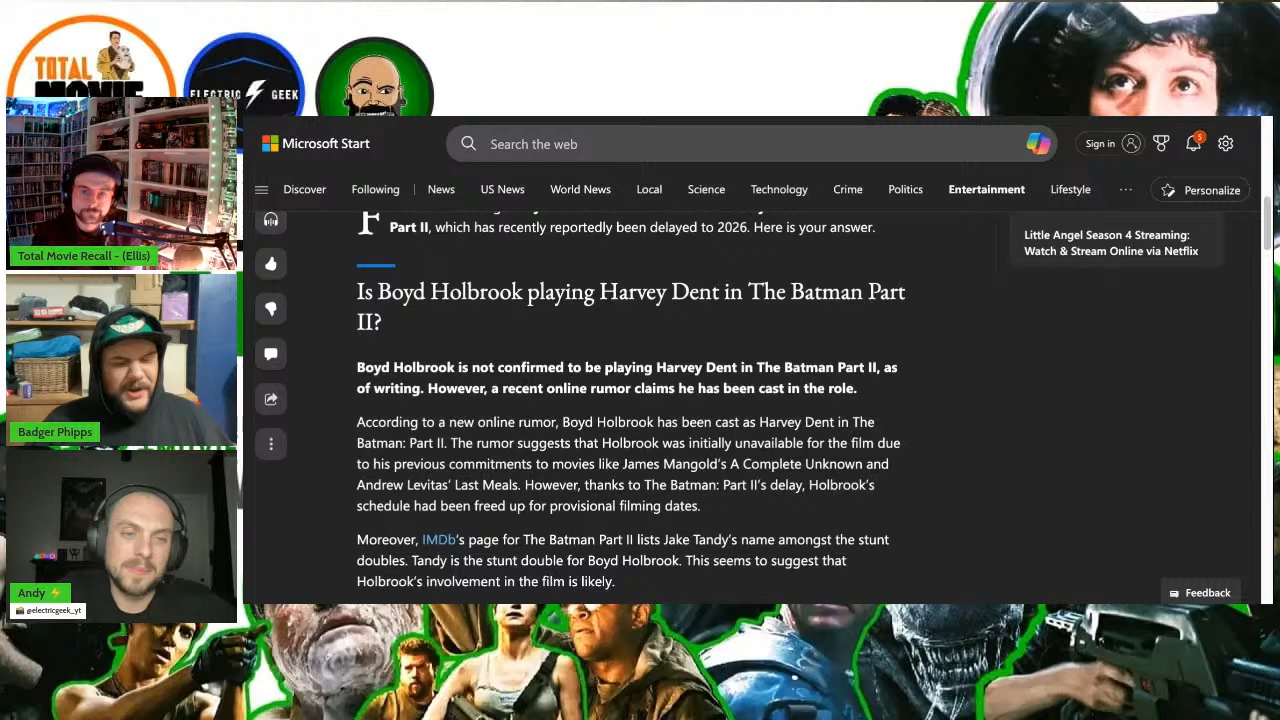 TOTAL
MOVIE
ELECTRIC GEEK
Total Movie Recall - (Ellis)
Badger Phipps
Andy ⚡
@electricgeek_yt
Microsoft Start
Search the web
Sign in
5
Discover Following News US News World News Local Science Technology Crime Politics Entertainment Lifestyle ... Personalize
F
Part II, which has recently reportedly been delayed to 2026. Here is your answer.
Is Boyd Holbrook playing Harvey Dent in The Batman Part
II?
Boyd Holbrook is not confirmed to be playing Harvey Dent in The Batman Part II, as
of writing. However, a recent online rumor claims he has been cast in the role.
According to a new online rumor, Boyd Holbrook has been cast as Harvey Dent in The
Batman: Part II. The rumor suggests that Holbrook was initially unavailable for the film due
to his previous commitments to movies like James Mangold's A Complete Unknown and
Andrew Levitas' Last Meals. However, thanks to The Batman: Part II's delay, Holbrook's
schedule had been freed up for provisional filming dates.
Moreover, IMDb's page for The Batman Part II lists Jake Tandy's name amongst the stunt
doubles. Tandy is the stunt double for Boyd Holbrook. This seems to suggest that
Holbrook's involvement in the film is likely.
Little Angel Season 4 Streaming:
Watch & Stream Online via Netflix
Feedback